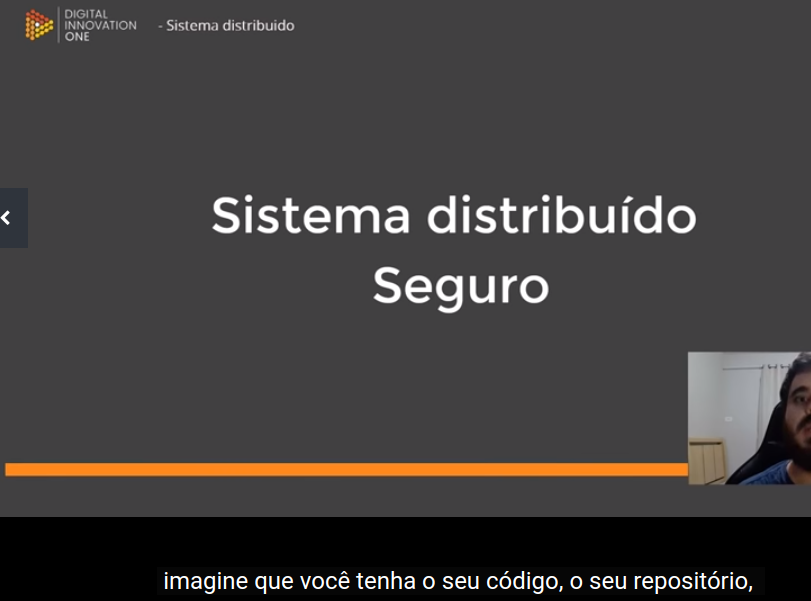 DIGITAL
INNOVATION
ONE
- Sistema distribuido
Sistema distribuído
Seguro
imagine que você tenha o seu código, o seu repositório,